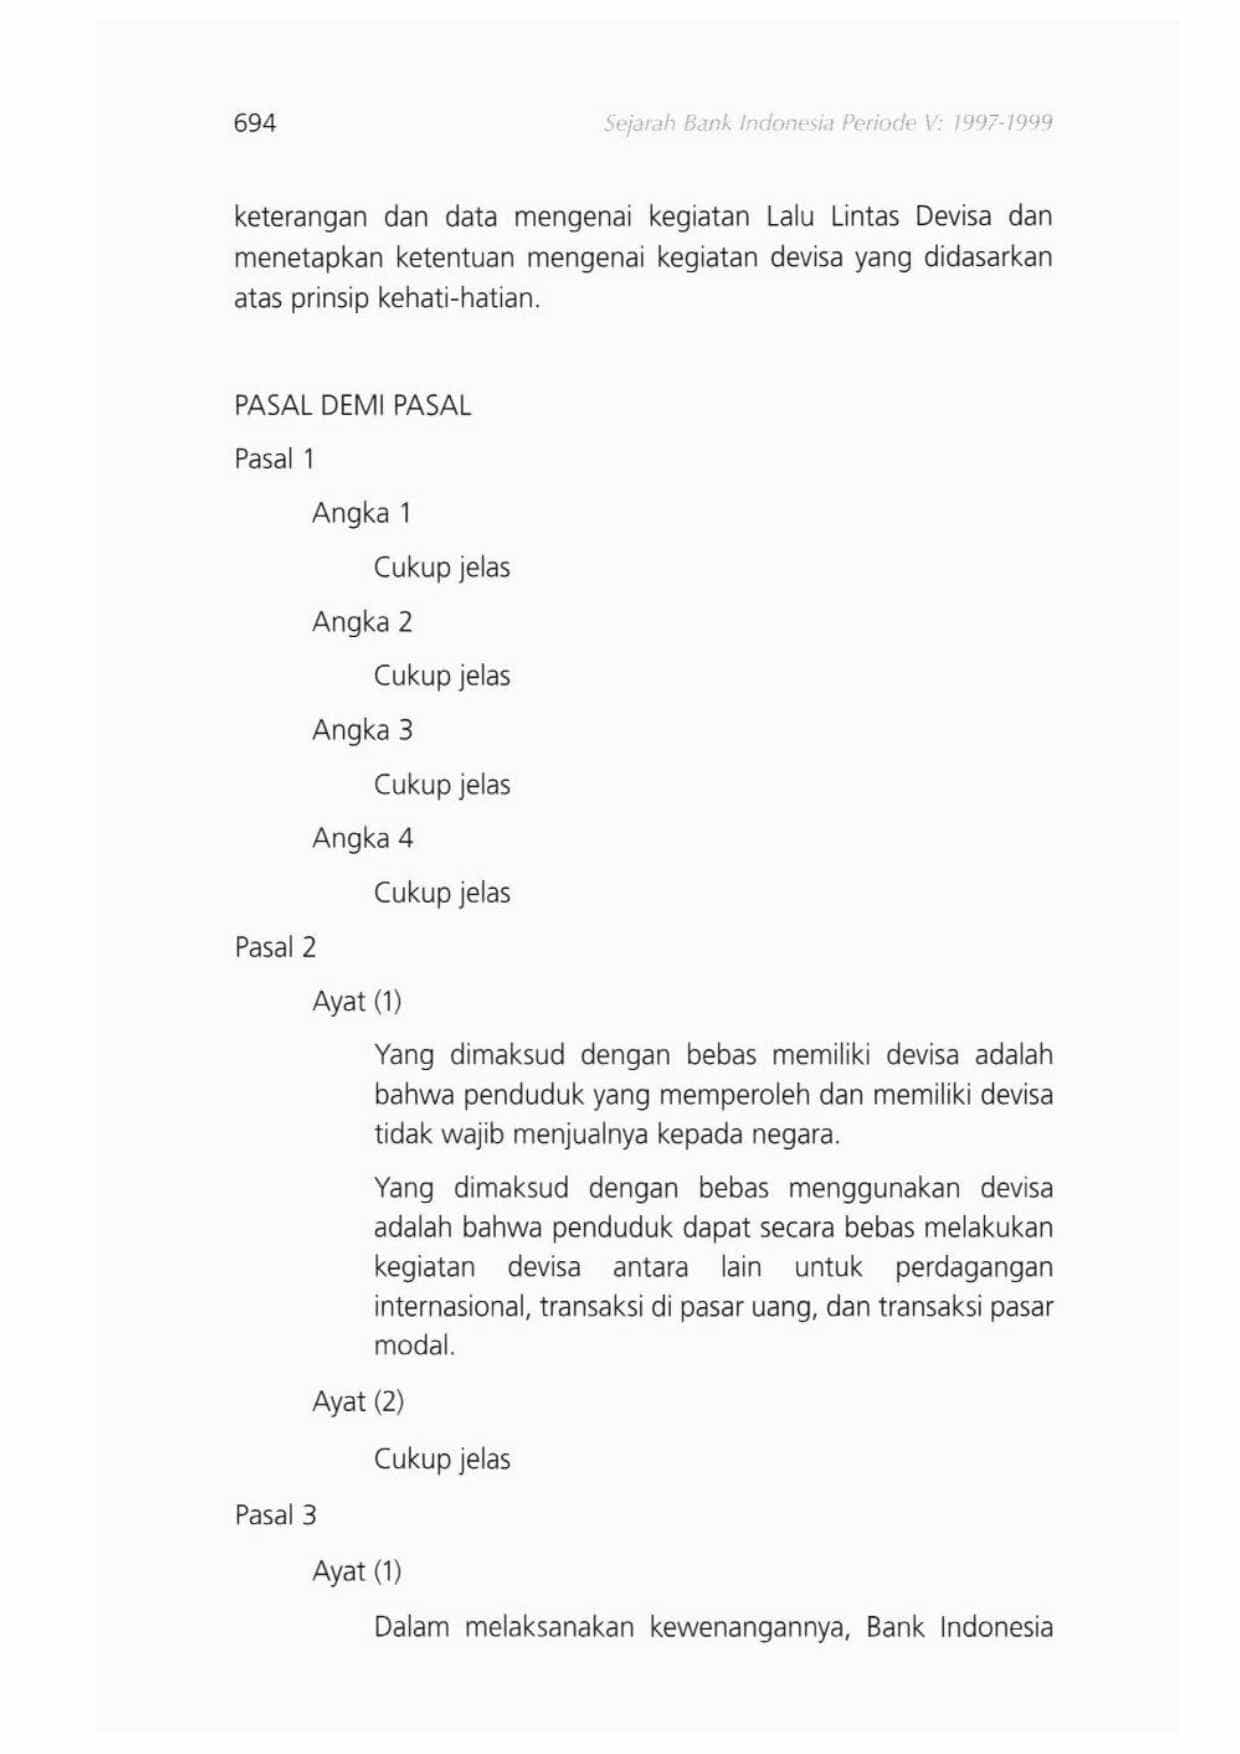 694
Sejarah Bank Indonesia Periode V: 1997-1999
keterangan dan data mengenai kegiatan Lalu Lintas Devisa dan
menetapkan ketentuan mengenai kegiatan devisa yang didasarkan
atas prinsip kehati-hatian.
PASAL DEMI PASAL
Pasal 1
Angka 1
Cukup jelas
Angka 2
Cukup jelas
Angka 3
Cukup jelas
Angka 4
Cukup jelas
Pasal 2
Ayat (1)
Yang dimaksud dengan bebas memiliki devisa adalah
bahwa penduduk yang memperoleh dan memiliki devisa
tidak wajib menjualnya kepada negara.
Yang dimaksud dengan bebas menggunakan devisa
adalah bahwa penduduk dapat secara bebas melakukan
kegiatan devisa antara lain untuk perdagangan
internasional, transaksi di pasar uang, dan transaksi pasar
modal.
Ayat (2)
Cukup jelas
Pasal 3
Ayat (1)
Dalam melaksanakan kewenangannya, Bank Indonesia